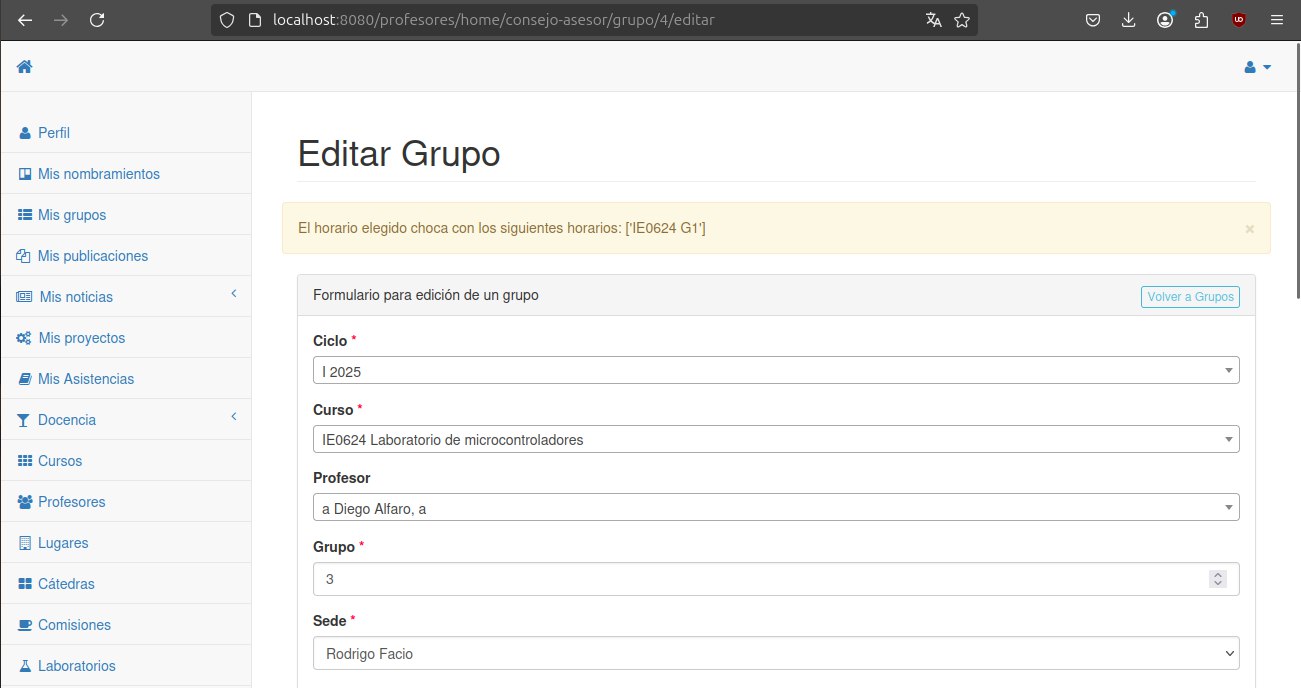 localhost:8080/profesores/home/consejo-asesor/grupo/4/editar
Perfil
Mis nombramientos
Mis grupos
Mis publicaciones
Mis noticias
Mis proyectos
Mis Asistencias
Docencia
Cursos
Profesores
Lugares
Cátedras
Comisiones
Laboratorios
Editar Grupo
El horario elegido choca con los siguientes horarios: ['IE0624 G1']
×
Formulario para edición de un grupo
Volver a Grupos
Ciclo *
I 2025
Curso *
IE0624 Laboratorio de microcontroladores
Profesor
a Diego Alfaro, a
Grupo *
3
Sede *
Rodrigo Facio